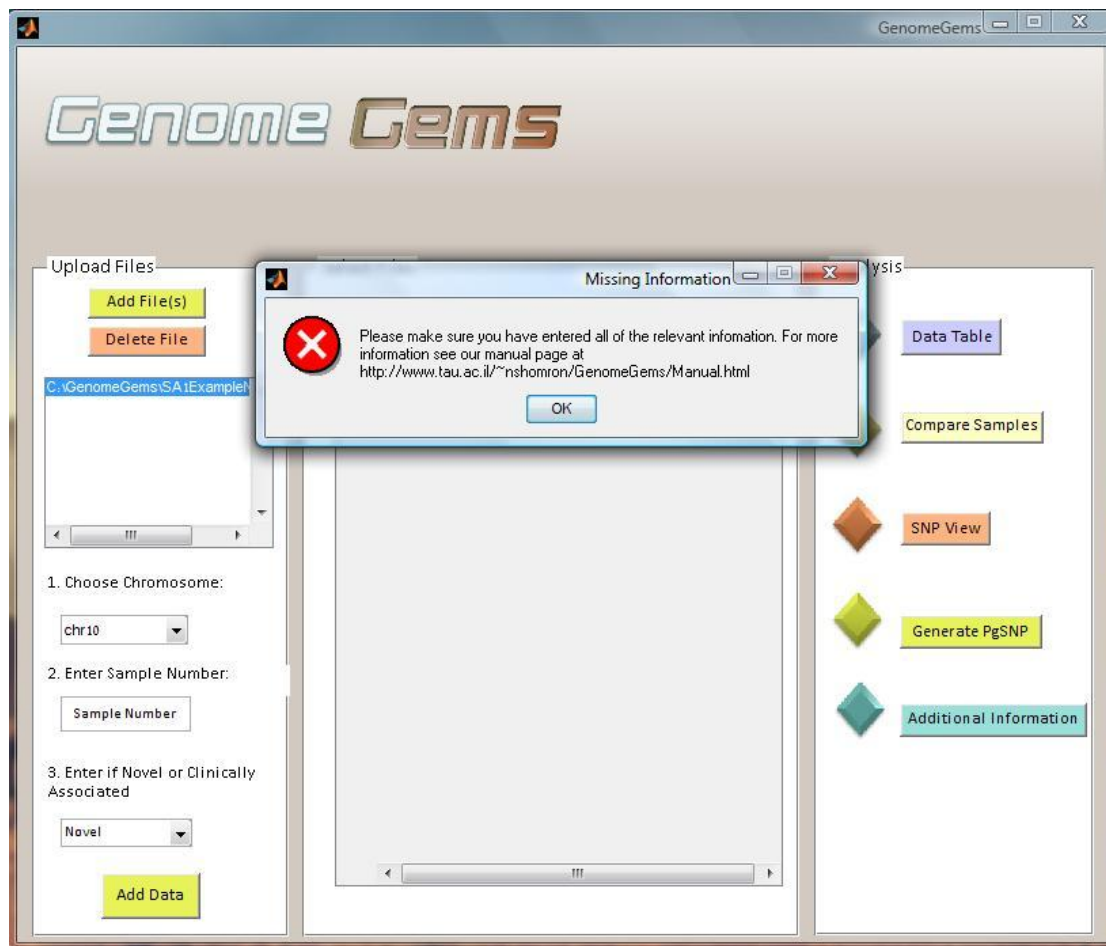 GenomeGems
Genome Gems
Upload Files
Add File(s)
Delete File
C:\GenomeGems\SA1Example
1. Choose Chromosome:
chr10
2. Enter Sample Number:
Sample Number
3. Enter if Novel or Clinically
Associated
Novel
Add Data
Missing Information
Please make sure you have entered all of the relevant infomation. For more
information see our manual page at
http://www.tau.ac.il/~nshomron/GenomeGems/Manual.html
OK
lysis
Data Table
Compare Samples
SNP View
Generate PgSNP
Additional Information